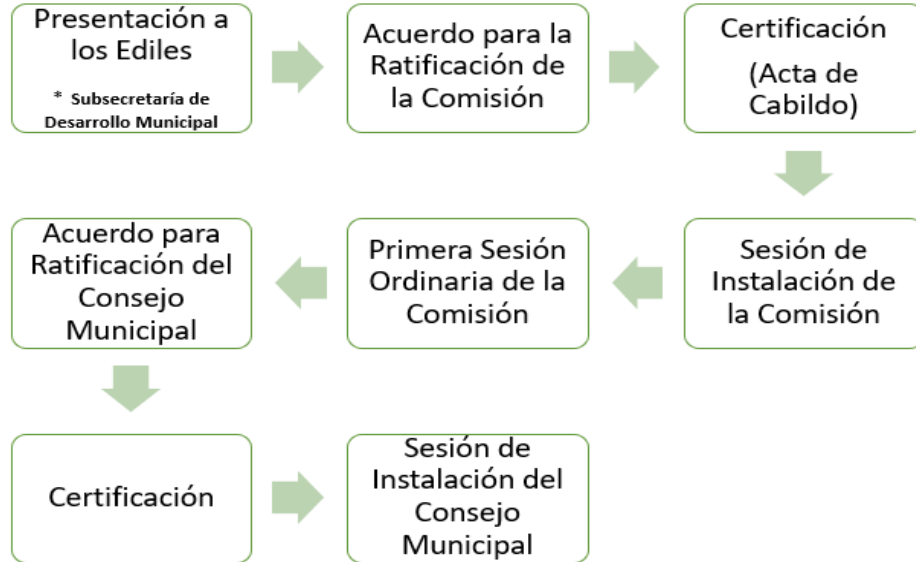 Presentación a
los Ediles
* Subsecretaría de
Desarrollo Municipal
Acuerdo para la
Ratificación de
la Comisión
Certificación
(Acta de
Cabildo)
Sesión de
Instalación de
la Comisión
Primera Sesión
Ordinaria de la
Comisión
Acuerdo para
Ratificación del
Consejo
Municipal
Certificación
Sesión de
Instalación del
Consejo
Municipal